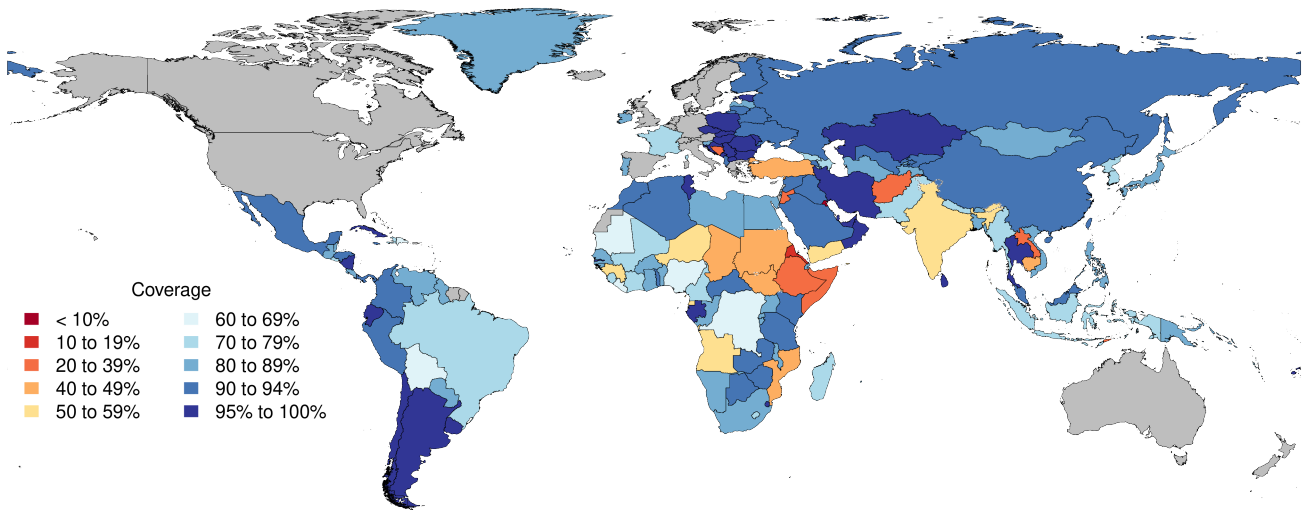 Coverage
< 10%
10 to 19%
20 to 39%
40 to 49%
50 to 59%
60 to 69%
70 to 79%
80 to 89%
90 to 94%
95% to 100%